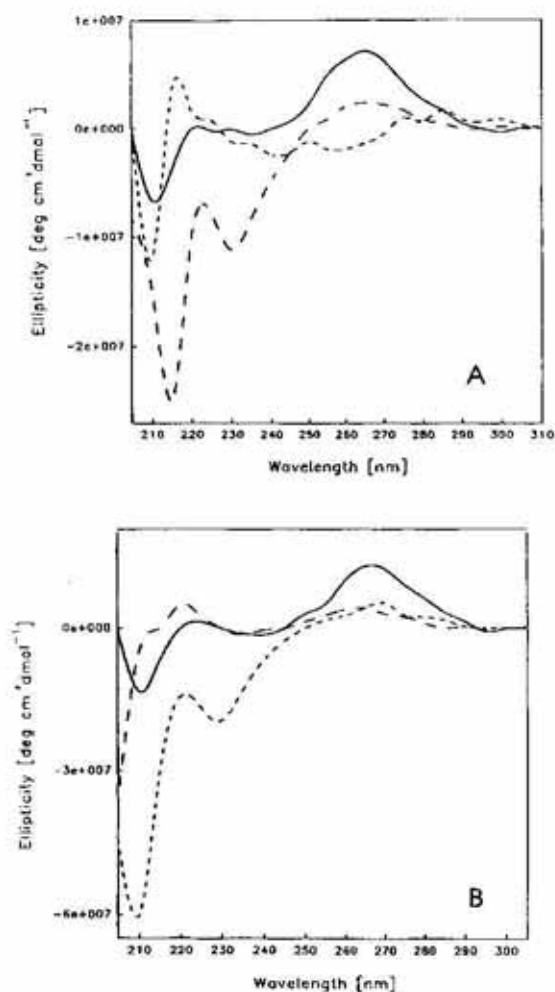 1e+007
0e+000
-1e+007
-2e+007
Ellipticity [deg cm²dmol⁻¹]
A
210 220 230 240 250 260 270 280 290 300 310
Wavelength [nm]
0e+000
-3e+007
-6e+007
Ellipticity [deg cm²dmol⁻¹]
B
210 220 230 240 250 260 270 280 290 300
Wavelength [nm]